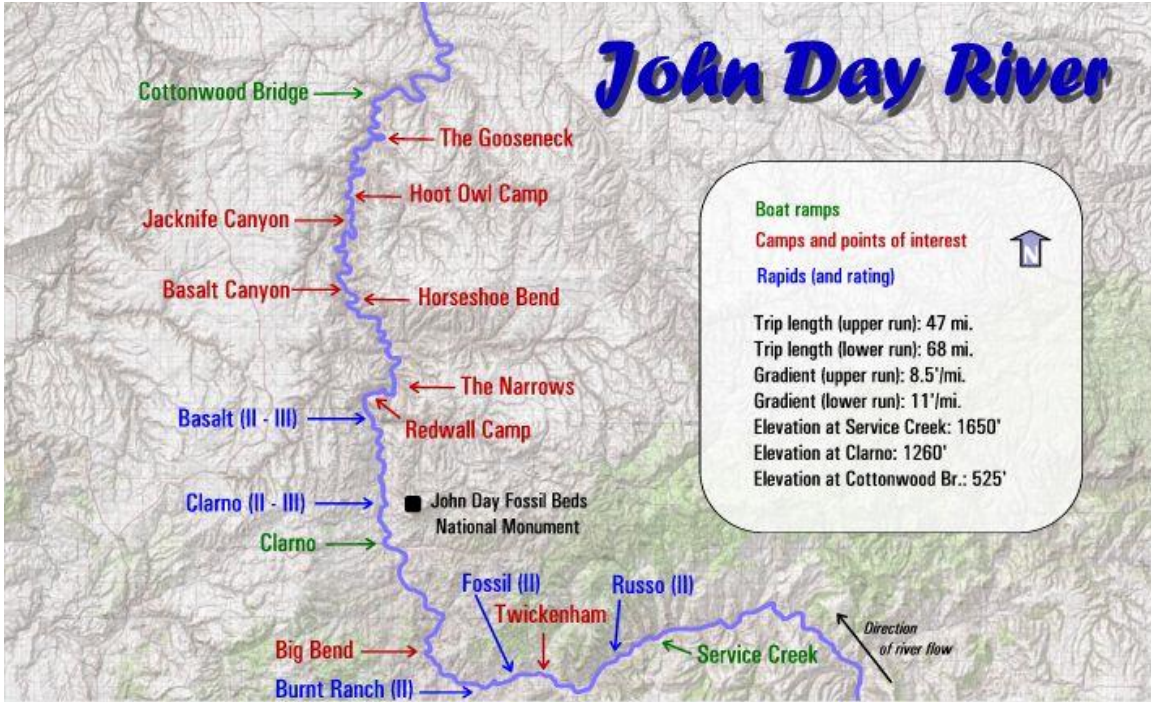 John Day River
Cottonwood Bridge
The Gooseneck
Hoot Owl Camp
Jacknife Canyon
Basalt Canyon
Horseshoe Bend
The Narrows
Basalt (II - III)
Redwall Camp
Clarno (II - III)
John Day Fossil Beds
National Monument
Clarno
Fossil (II)
Russo (II)
Twickenham
Big Bend
Service Creek
Burnt Ranch (II)
Direction
of river flow
Boat ramps
Camps and points of interest
N
Rapids (and rating)
Trip length (upper run): 47 mi.
Trip length (lower run): 68 mi.
Gradient (upper run): 8.5'/mi.
Gradient (lower run): 11'/mi.
Elevation at Service Creek: 1650'
Elevation at Clarno: 1260'
Elevation at Cottonwood Br.: 525'